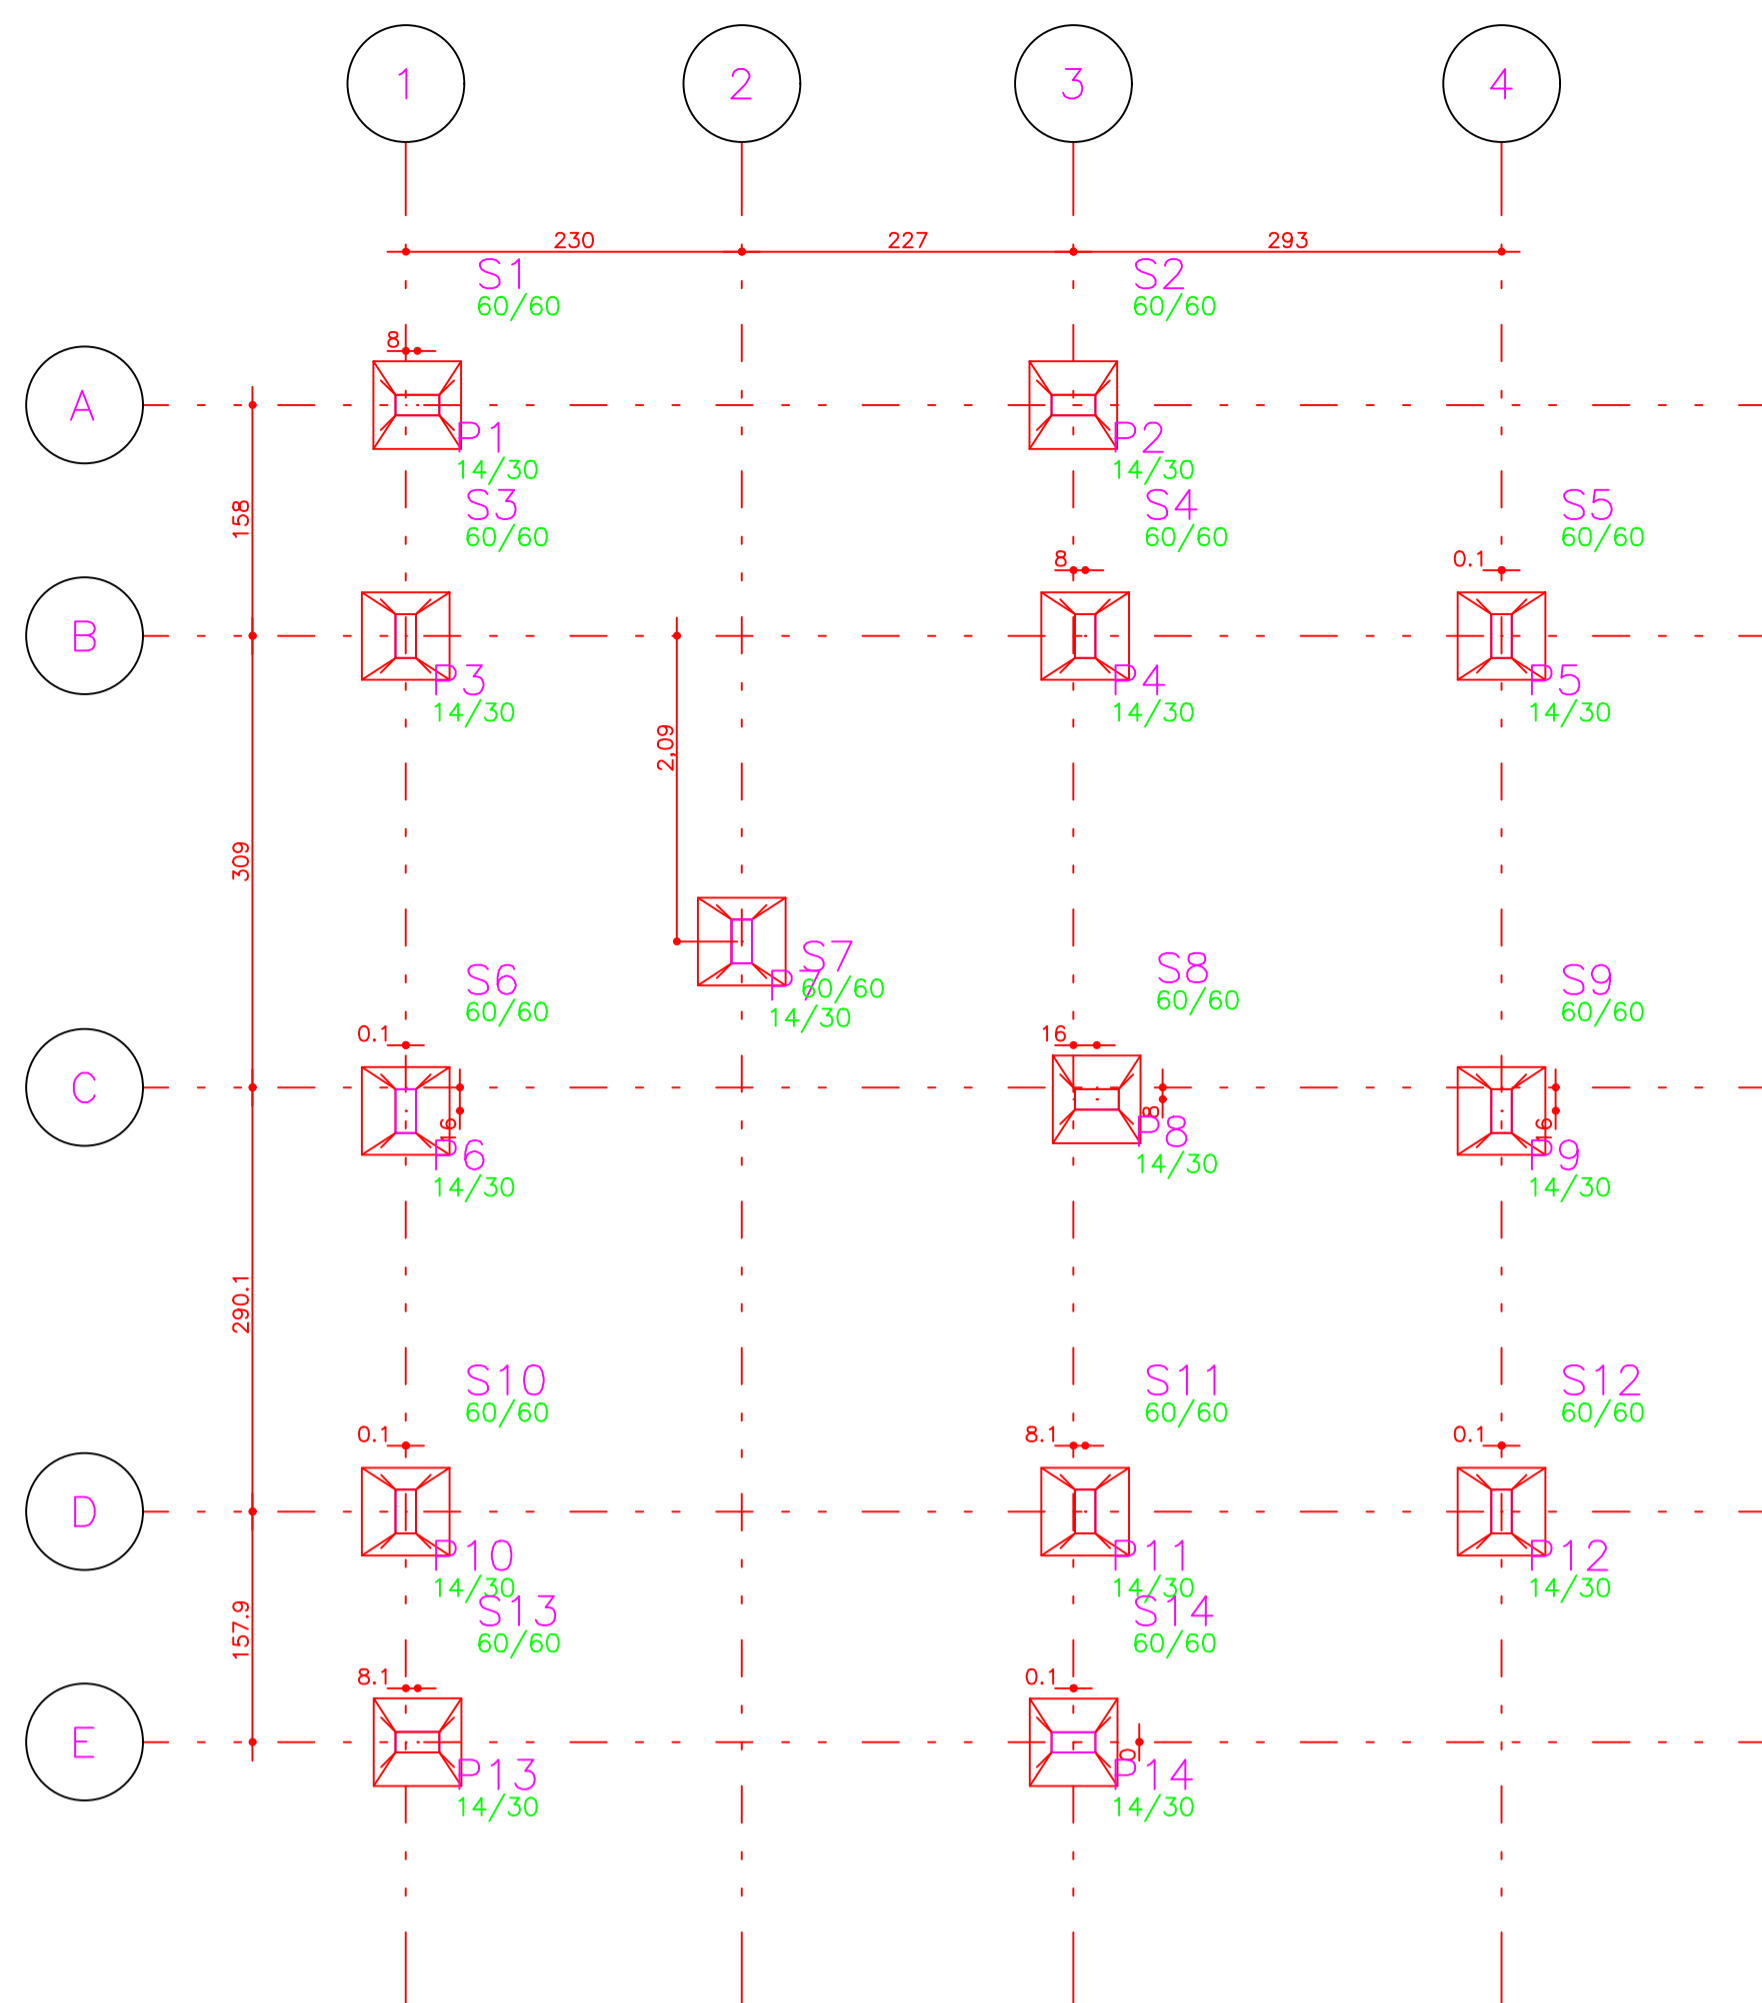 1
2
3
4
230
227
293
S1
60/60
S2
60/60
8
A
P1
14/30
P2
14/30
158
S3
60/60
S4
60/60
S5
60/60
8
0.1
B
P3
14/30
P4
14/30
P5
14/30
2,09
309
S7
60/60
P7
14/30
S6
60/60
S8
60/60
S9
60/60
0.1
16
C
16
8
16
P6
14/30
P8
14/30
P9
14/30
290.1
S10
60/60
S11
60/60
S12
60/60
0.1
8.1
0.1
D
P10
14/30
P11
14/30
P12
14/30
157.9
S13
60/60
S14
60/60
8.1
0.1
E
0
P13
14/30
P14
14/30